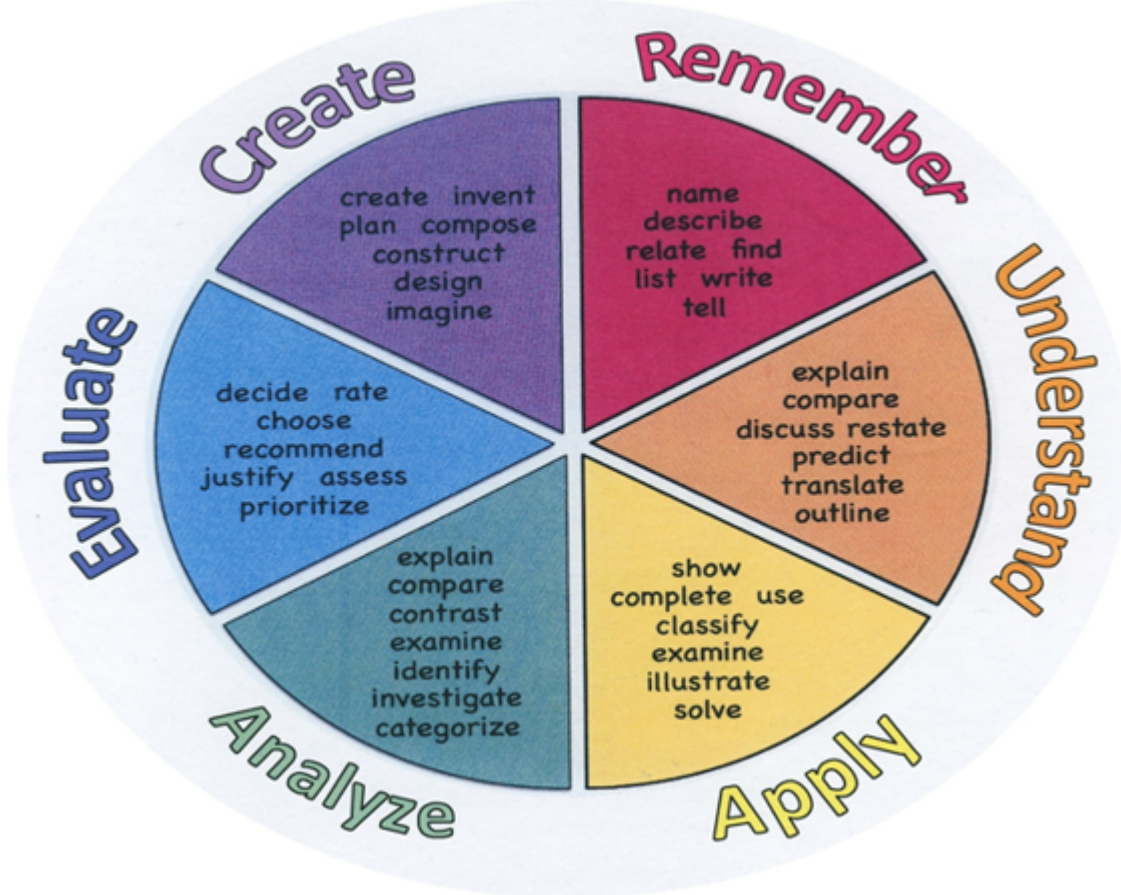 Remember
name
describe
relate find
list write
tell
Understand
explain
compare
discuss restate
predict
translate
outline
Apply
show
complete use
classify
examine
illustrate
solve
Analyze
explain
compare
contrast
examine
identify
investigate
categorize
Evaluate
decide rate
choose
recommend
justify assess
prioritize
Create
create invent
plan compose
construct
design
imagine